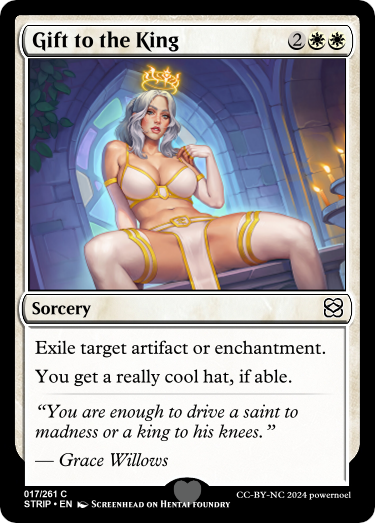 Gift to the King 2
Sorcery
Exile target artifact or enchantment.
You get a really cool hat, if able.
“You are enough to drive a saint to
madness or a king to his knees.”
— Grace Willows
017/261 C
STRIP • EN Screenhead on Hentai Foundry
CC-BY-NC 2024 powernoel